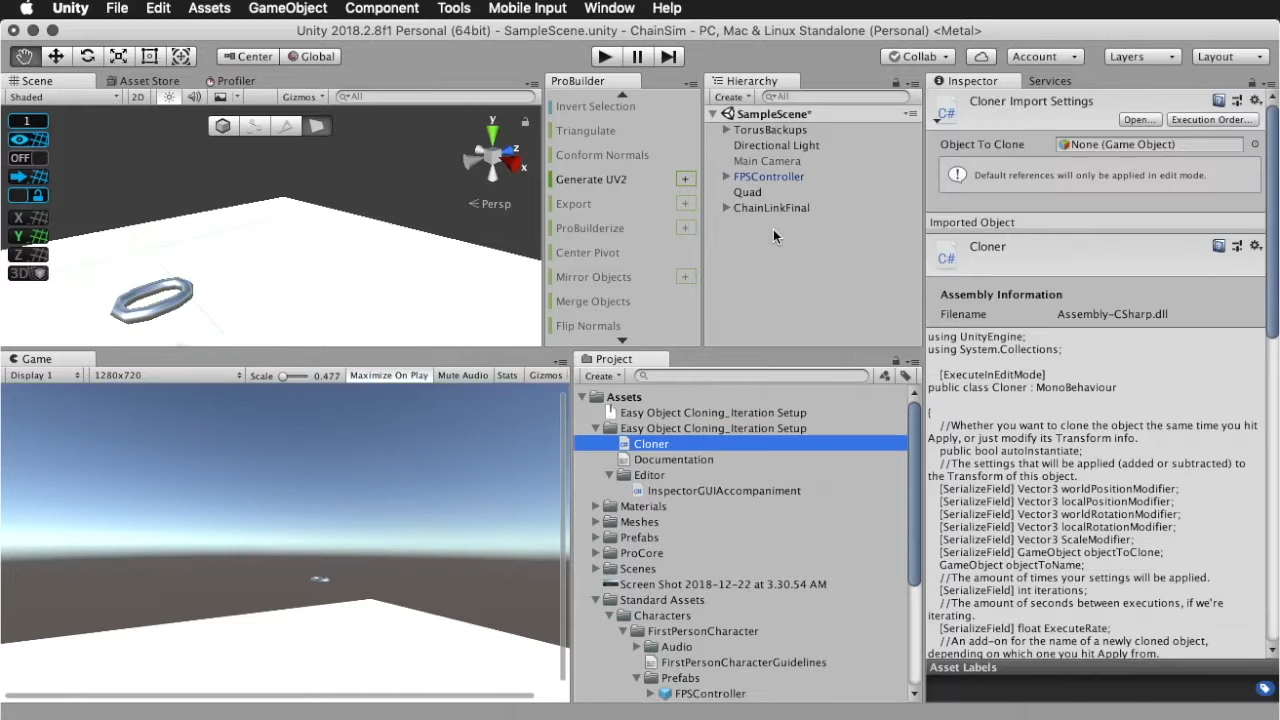 Unity File Edit Assets GameObject Component Tools Mobile Input Window Help
Unity 2018.2.8f1 Personal (64bit) - SampleScene.unity - ChainSim - PC, Mac & Linux Standalone (Personal) <Metal>
Center Global Collab Account Layers Layout
Scene Asset Store Profiler
Shaded 2D Gizmos All
1
OFF
X
Y
Z
3D
y
z
x
Persp
ProBuilder
Invert Selection
Triangulate
Conform Normals
Generate UV2 +
Export +
ProBuilderize +
Center Pivot
Mirror Objects +
Merge Objects
Flip Normals
Hierarchy
Create All
SampleScene*
TorusBackups
Directional Light
Main Camera
FPSController
Quad
ChainLinkFinal
Game
Display 1 1280x720 Scale 0.477 Maximize On Play Mute Audio Stats Gizmos
Project
Create
Assets
Easy Object Cloning_Iteration Setup
Easy Object Cloning_Iteration Setup
Cloner
Documentation
Editor
InspectorGUIAccompaniment
Materials
Meshes
Prefabs
ProCore
Scenes
Screen Shot 2018-12-22 at 3.30.54 AM
Standard Assets
Characters
FirstPersonCharacter
Audio
FirstPersonCharacterGuidelines
Prefabs
FPSController
Inspector Services
C#
Cloner Import Settings
Open... Execution Order...
Object To Clone None (Game Object)
Default references will only be applied in edit mode.
Imported Object
C#
Cloner
Assembly Information
Filename Assembly-CSharp.dll
using UnityEngine;
using System.Collections;
[ExecuteInEditMode]
public class Cloner : MonoBehaviour
{
//Whether you want to clone the object the same time you hit
Apply, or just modify its Transform info.
public bool autoInstantiate;
//The settings that will be applied (added or subtracted) to
the Transform of this object.
[SerializeField] Vector3 worldPositionModifier;
[SerializeField] Vector3 localPositionModifier;
[SerializeField] Vector3 worldRotationModifier;
[SerializeField] Vector3 localRotationModifier;
[SerializeField] Vector3 ScaleModifier;
[SerializeField] GameObject objectToClone;
GameObject objectToName;
//The amount of times your settings will be applied.
[SerializeField] int iterations;
//The amount of seconds between executions, if we're
iterating.
[SerializeField] float ExecuteRate;
//An add-on for the name of a newly cloned object,
depending on which one you hit Apply from.
Asset Labels